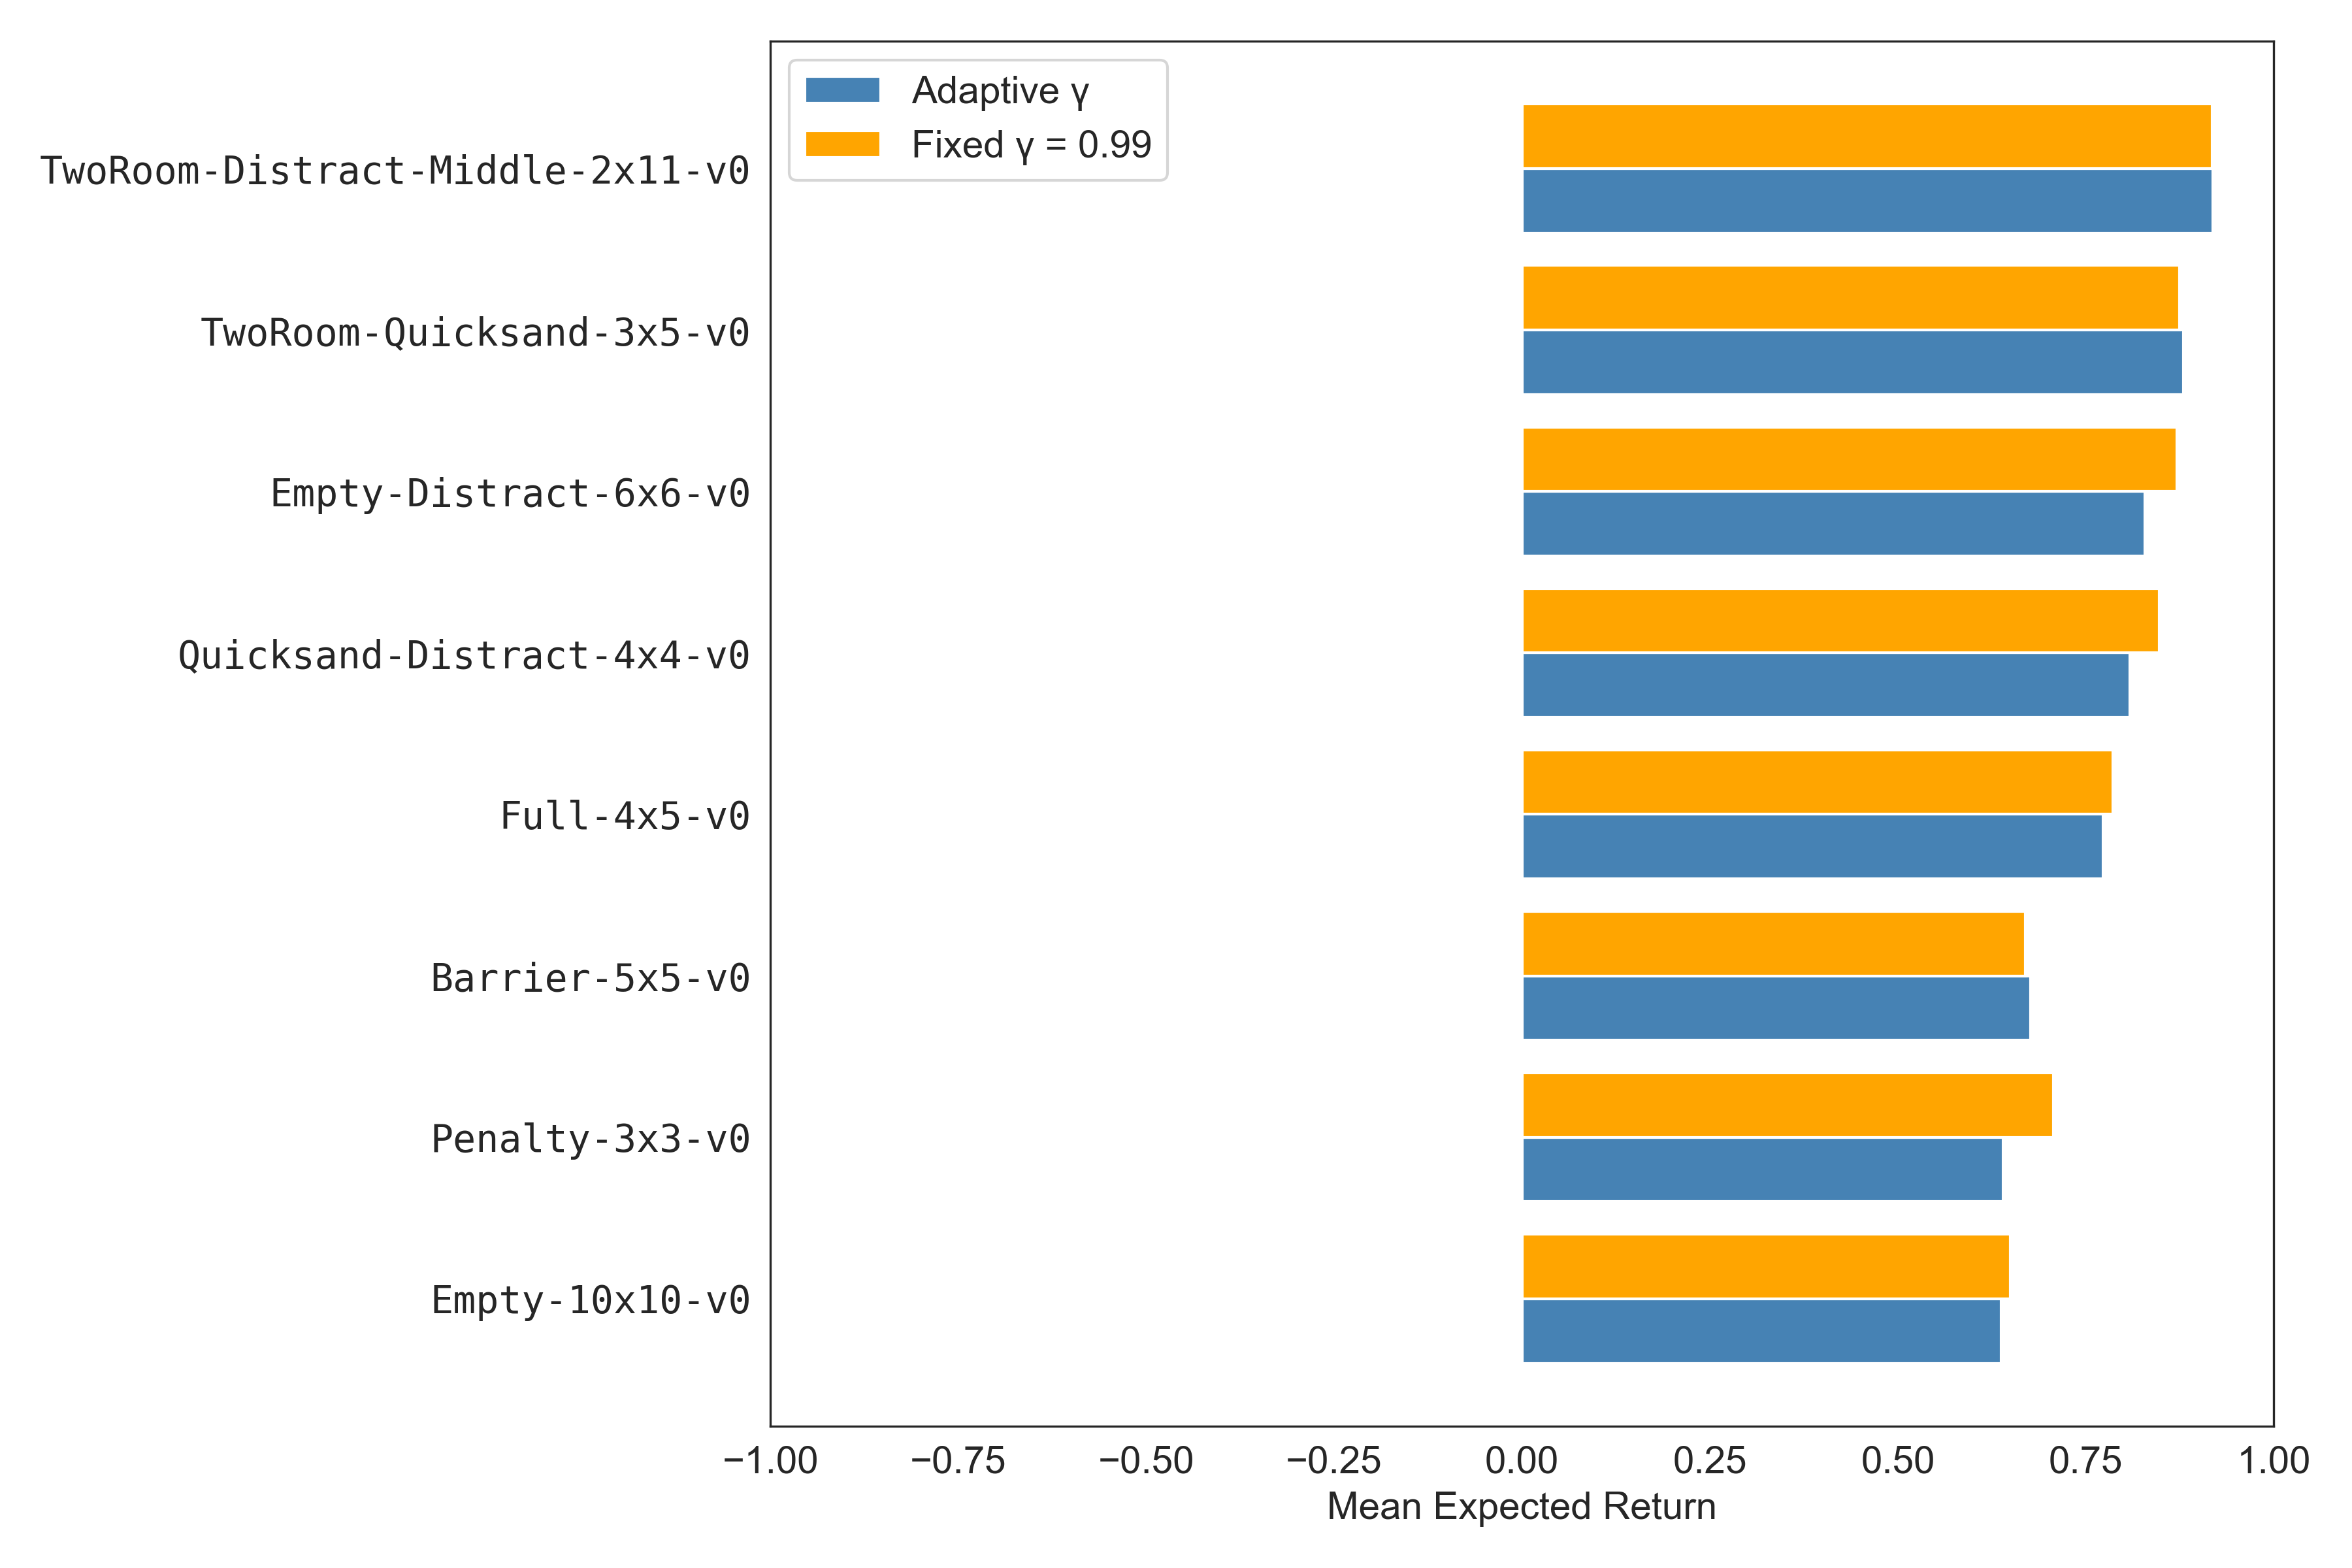 Adaptive γ
Fixed γ = 0.99
TwoRoom-Distract-Middle-2x11-v0
TwoRoom-Quicksand-3x5-v0
Empty-Distract-6x6-v0
Quicksand-Distract-4x4-v0
Full-4x5-v0
Barrier-5x5-v0
Penalty-3x3-v0
Empty-10x10-v0
−1.00 −0.75 −0.50 −0.25 0.00 0.25 0.50 0.75 1.00
Mean Expected Return